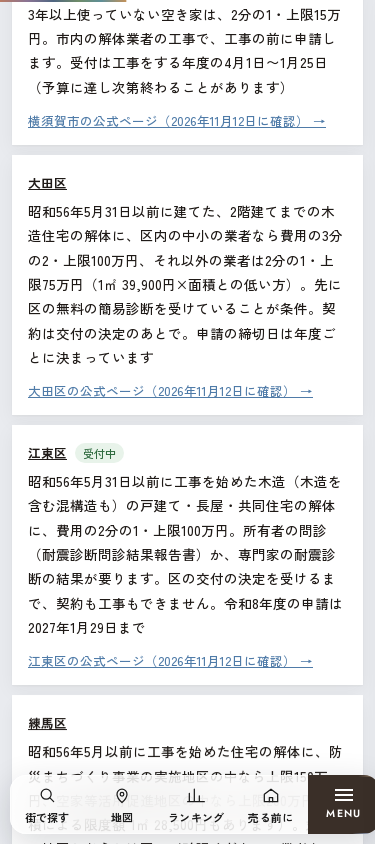 3年以上使っていない空き家は、2分の1・上限15万
円。市内の解体業者の工事で、工事の前に申請し
ます。受付は工事をする年度の4月1日〜1月25日
（予算に達し次第終わることがあります）
横須賀市の公式ページ（2026年11月12日に確認） →
大田区
昭和56年5月31日以前に建てた、2階建てまでの木
造住宅の解体に、区内の中小の業者なら費用の3分
の2・上限100万円、それ以外の業者は2分の1・上
限75万円（1㎡ 39,900円×面積との低い方）。先に
区の無料の簡易診断を受けていることが条件。契
約は交付の決定のあとで。申請の締切日は年度ご
とに決まっています
大田区の公式ページ（2026年11月12日に確認） →
江東区 受付中
昭和56年5月31日以前に工事を始めた木造（木造を
含む混構造も）の戸建て・長屋・共同住宅の解体
に、費用の2分の1・上限100万円。所有者の問診
（耐震診断問診結果報告書）か、専門家の耐震診
断の結果が要ります。区の交付の決定を受けるま
で、契約も工事もできません。令和8年度の申請は
2027年1月29日まで
江東区の公式ページ（2026年11月12日に確認） →
練馬区
昭和56年5月以前に工事を始めた住宅の解体に、防
災まちづくり事業の実施地区の中なら上限150万
街で探す 地図 ランキング 売る前に MENU